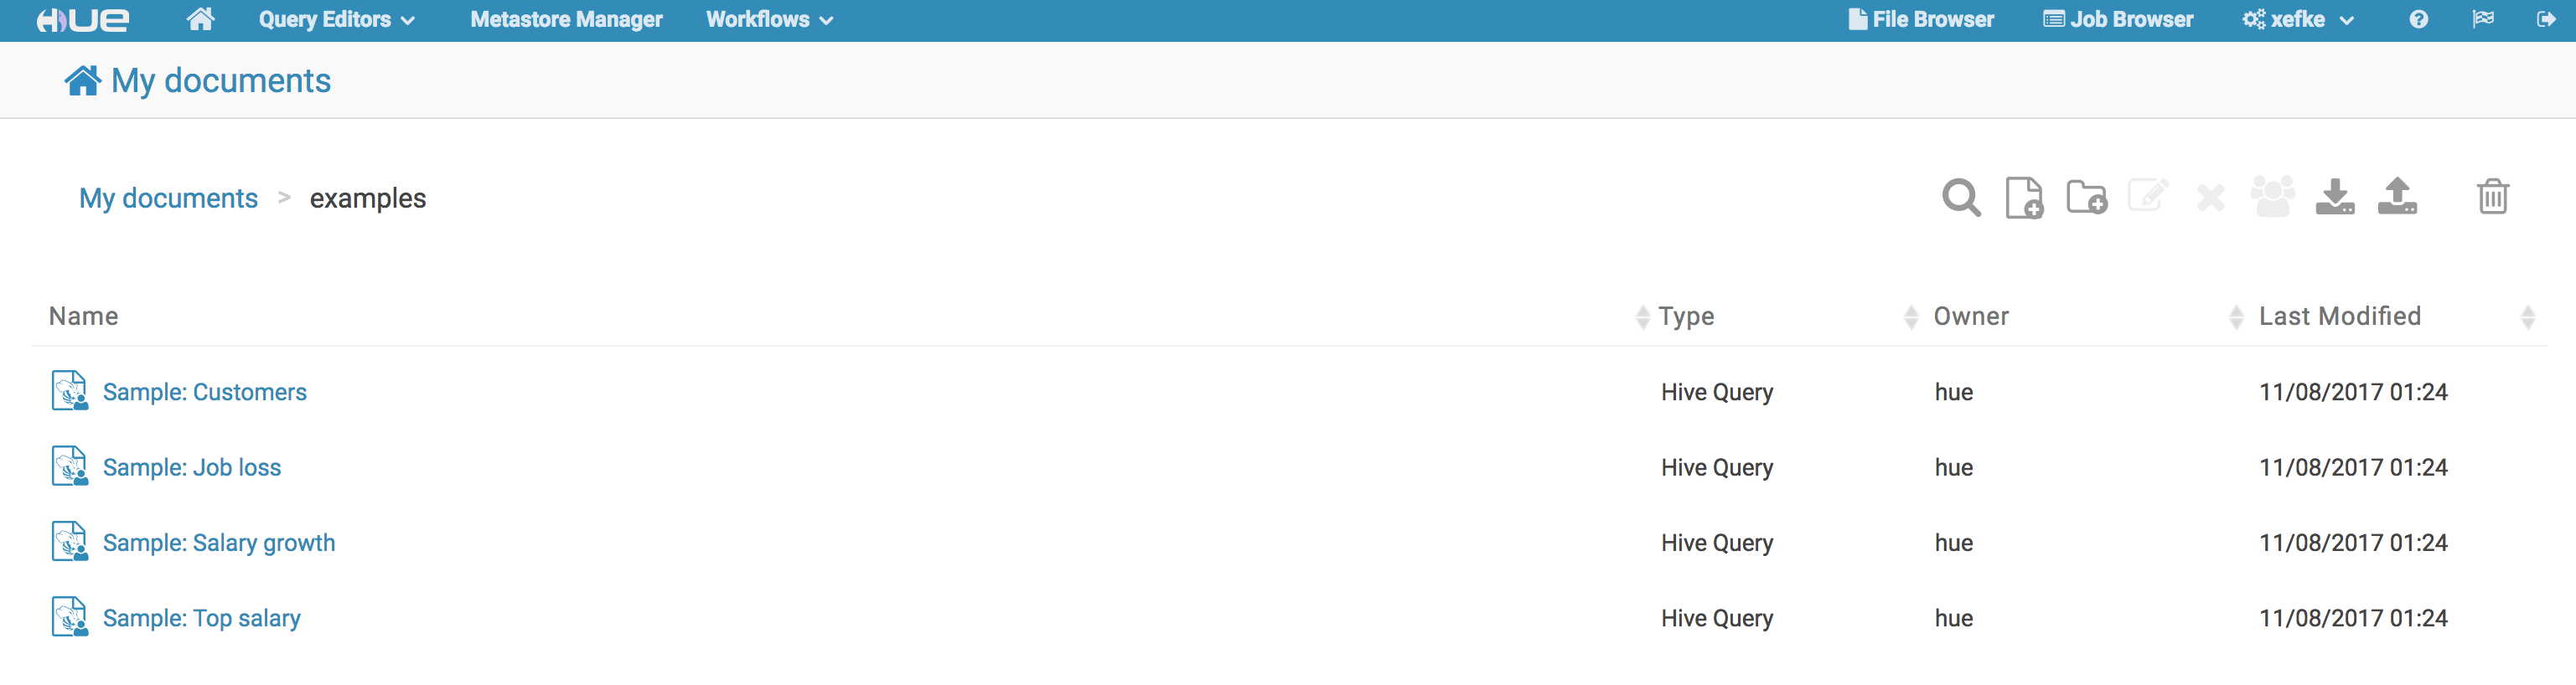 HUE Query Editors Metastore Manager Workflows File Browser Job Browser xefke
My documents
My documents > examples
Name Type Owner Last Modified
Sample: Customers Hive Query hue 11/08/2017 01:24
Sample: Job loss Hive Query hue 11/08/2017 01:24
Sample: Salary growth Hive Query hue 11/08/2017 01:24
Sample: Top salary Hive Query hue 11/08/2017 01:24